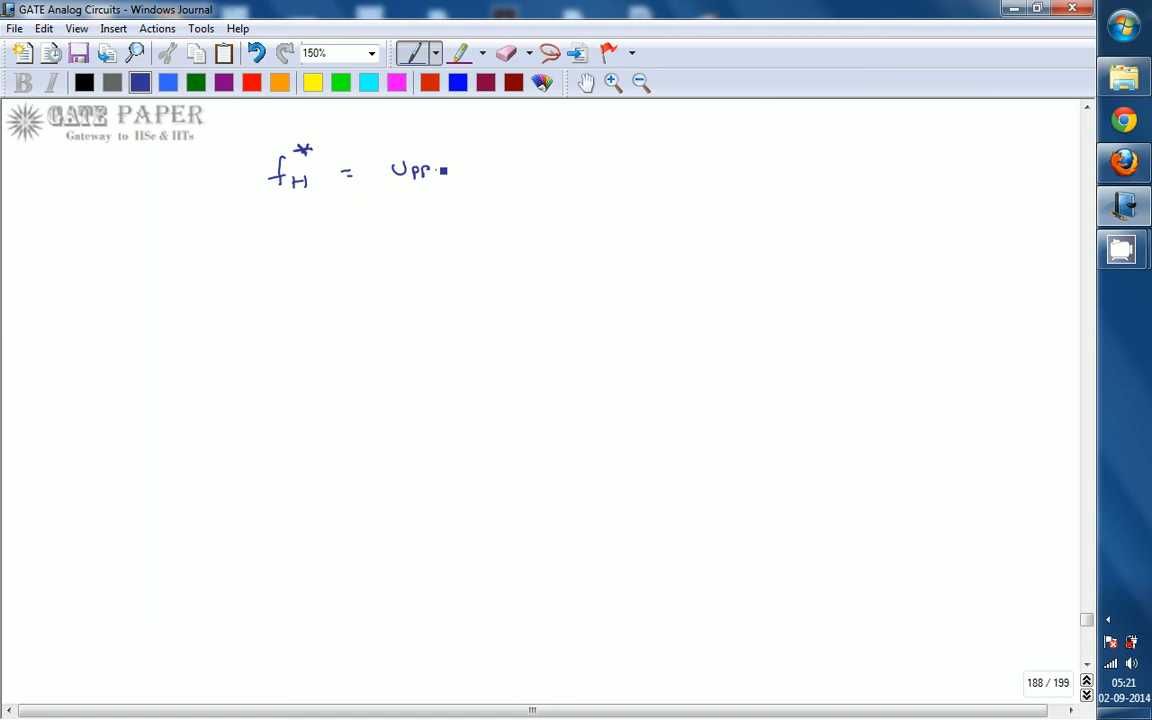 GATE Analog Circuits - Windows Journal
File Edit View Insert Actions Tools Help
150%
B I
GATE PAPER
Gateway to IISc & IITs
f_H^* = Upp
188 / 199
05:21
02-09-2014